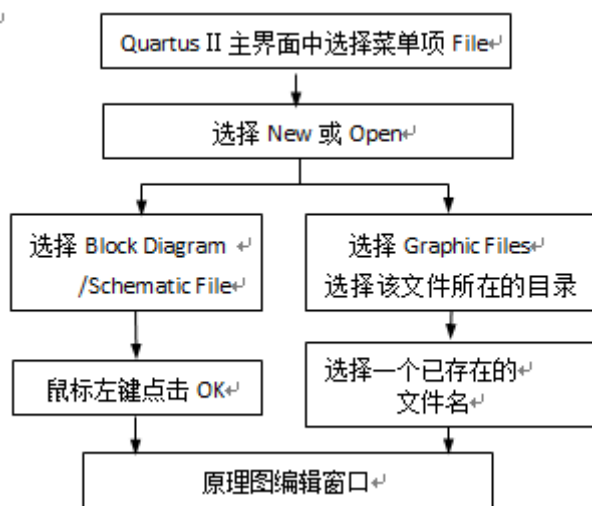 Quartus II 主界面中选择菜单项 File↵
选择 New 或 Open↵
选择 Block Diagram ↵
/Schematic File↵
选择 Graphic Files↵
选择该文件所在的目录
鼠标左键点击 OK↵
选择一个已存在的↵
文件名↵
原理图编辑窗口↵